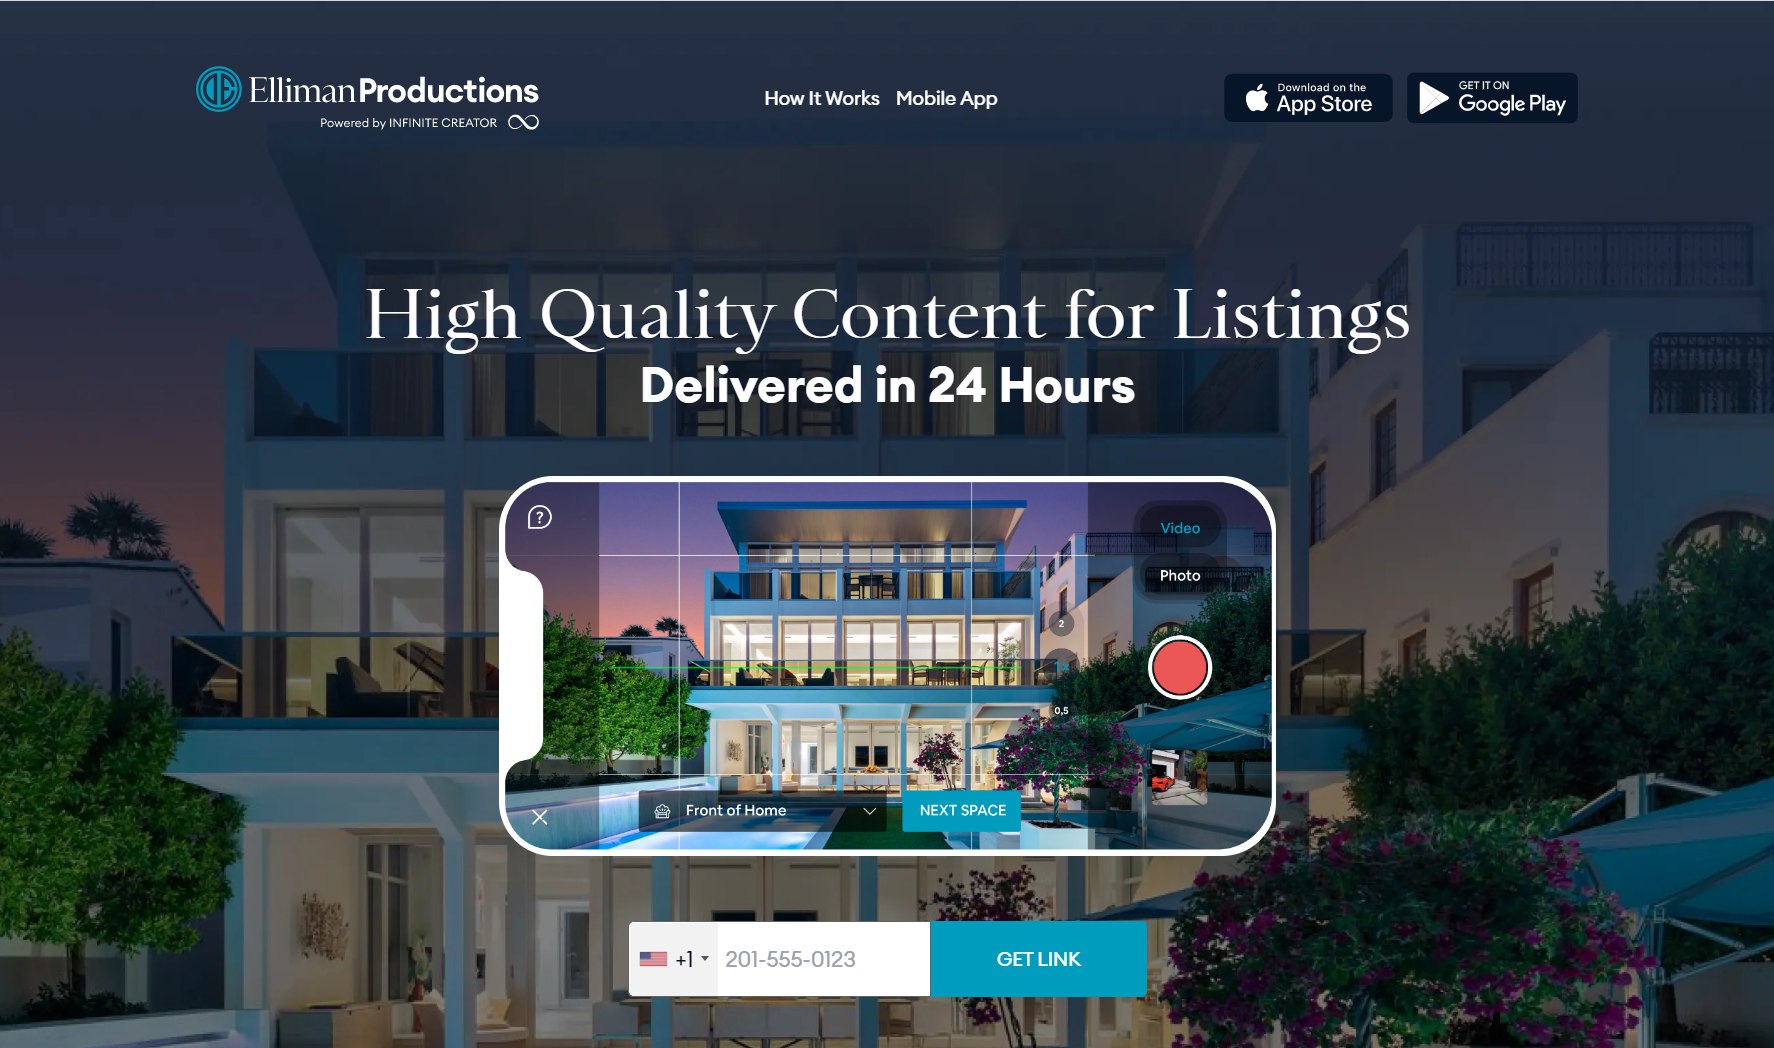 Elliman Productions
Powered by INFINITE CREATOR
How It Works
Mobile App
Download on the
App Store
GET IT ON
Google Play
High Quality Content for Listings
Delivered in 24 Hours
?
Video
Photo
2
1x
0,5
Front of Home
NEXT SPACE
+1
201-555-0123
GET LINK